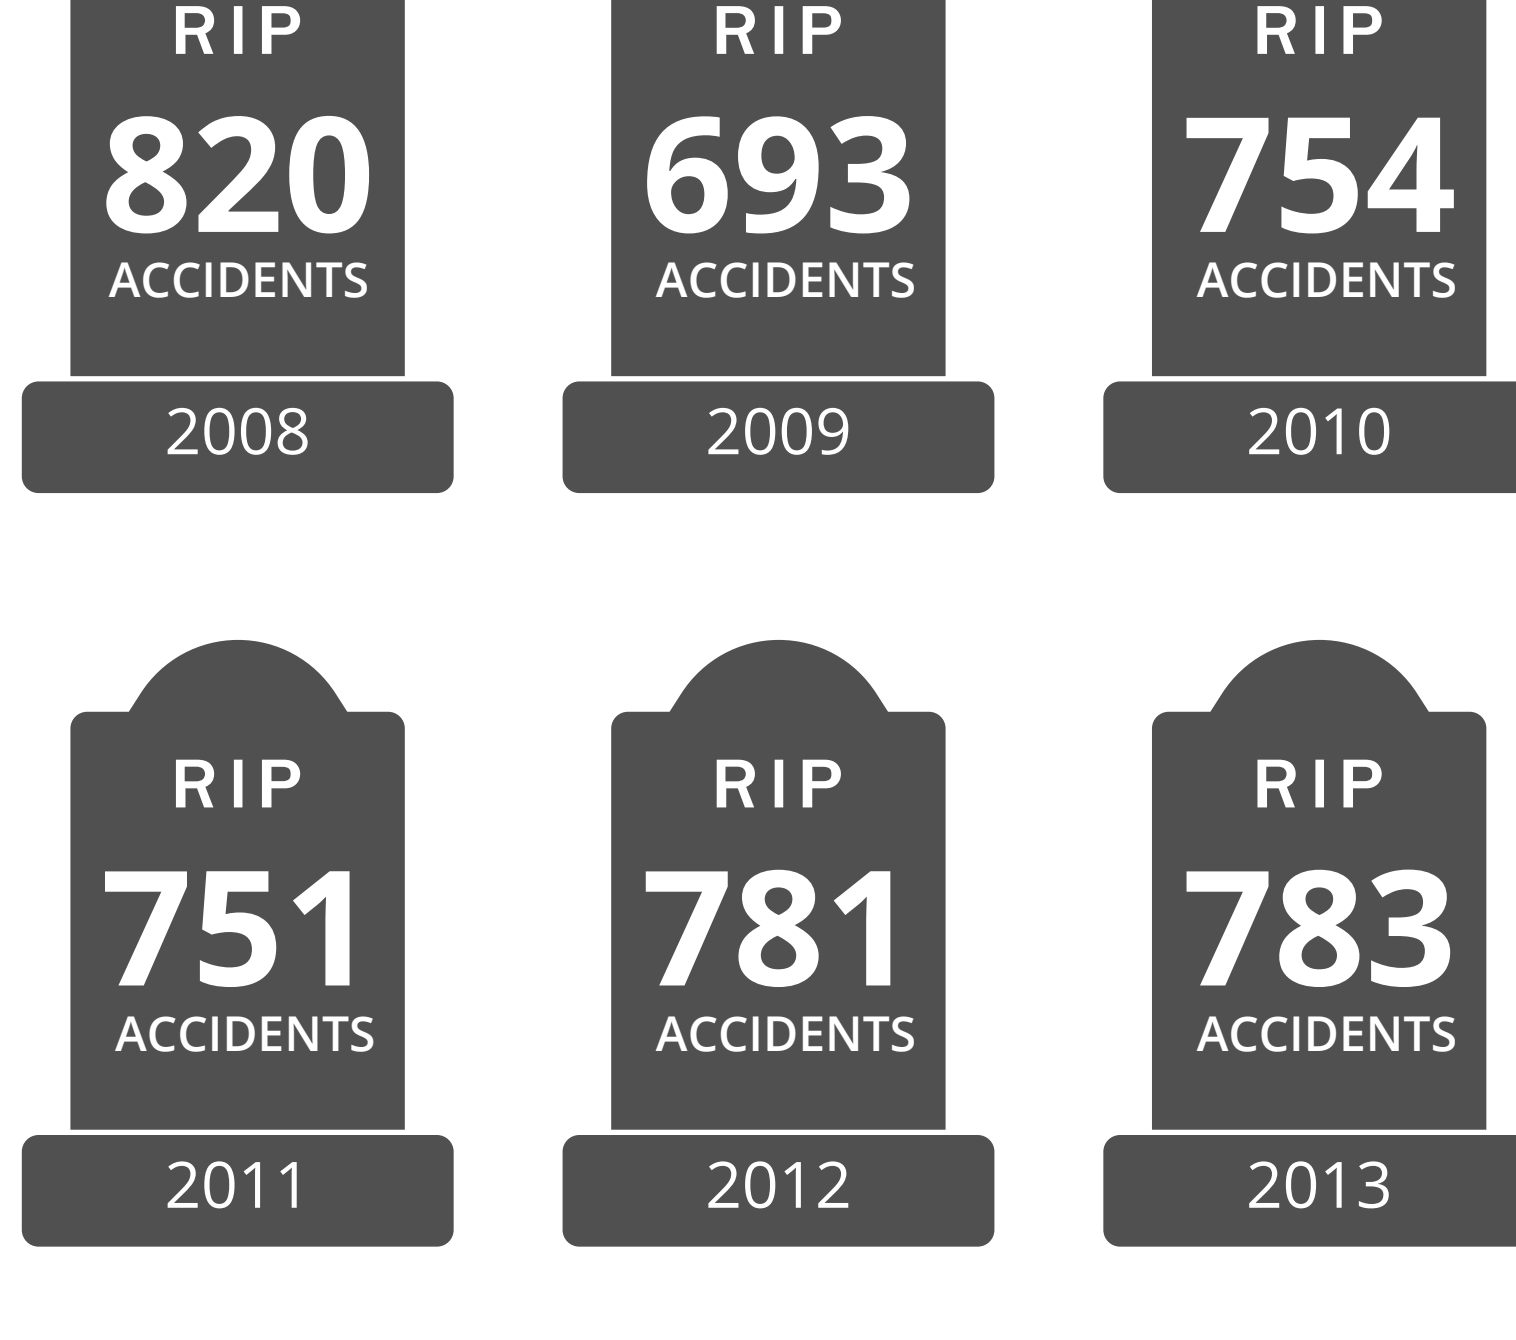 RIP
820
ACCIDENTS
2008
RIP
693
ACCIDENTS
2009
RIP
754
ACCIDENTS
2010
RIP
751
ACCIDENTS
2011
RIP
781
ACCIDENTS
2012
RIP
783
ACCIDENTS
2013